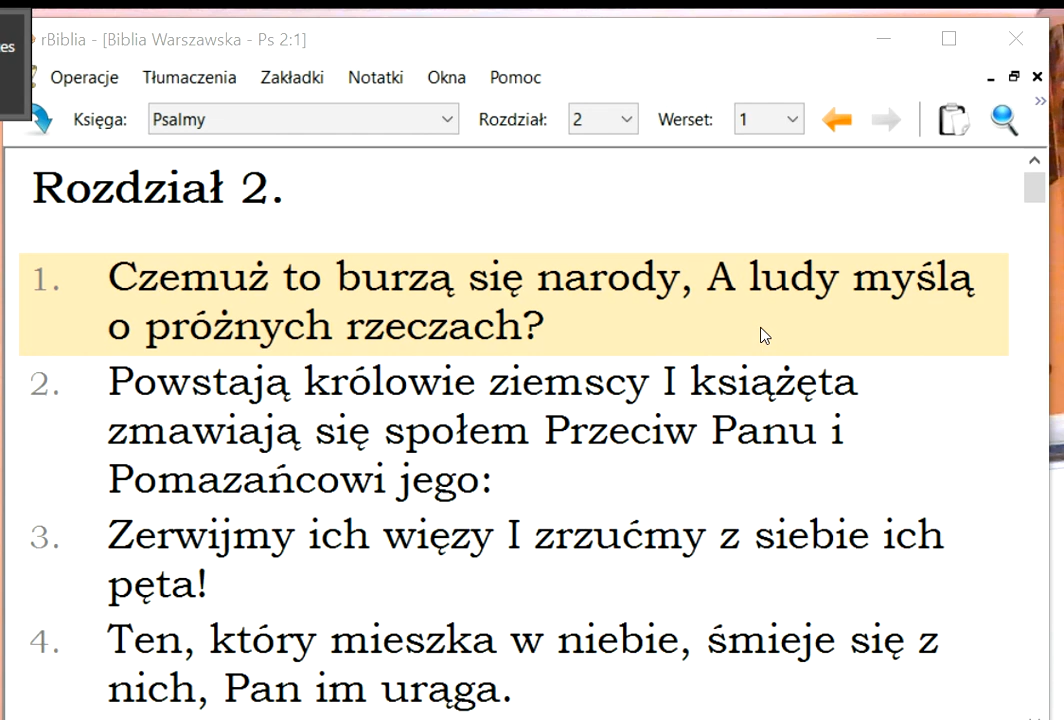 es
rBiblia - [Biblia Warszawska - Ps 2:1]
Operacje Tłumaczenia Zakładki Notatki Okna Pomoc
Księga: Psalmy Rozdział: 2 Werset: 1
Rozdział 2.
1. Czemuż to burzą się narody, A ludy myślą
o próżnych rzeczach?
2. Powstają królowie ziemscy I książęta
zmawiają się społem Przeciw Panu i
Pomazańcowi jego:
3. Zerwijmy ich więzy I zrzućmy z siebie ich
pęta!
4. Ten, który mieszka w niebie, śmieje się z
nich, Pan im urąga.